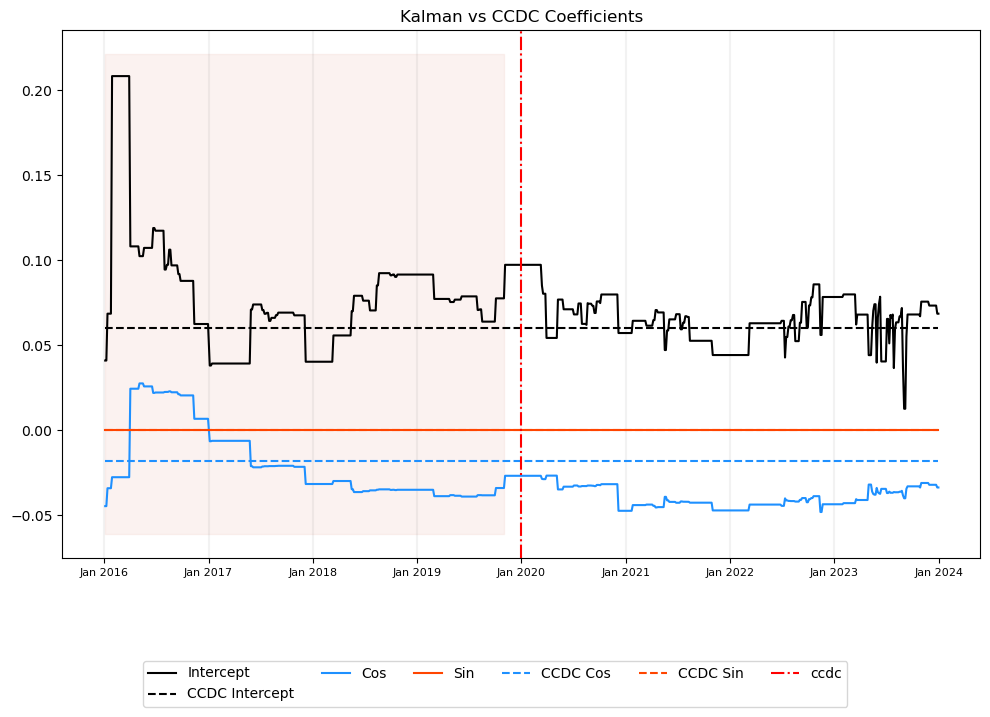 Kalman vs CCDC Coefficients
0.20
0.15
0.10
0.05
0.00
−0.05
Jan 2016 Jan 2017 Jan 2018 Jan 2019 Jan 2020 Jan 2021 Jan 2022 Jan 2023 Jan 2024
Intercept Cos Sin CCDC Cos CCDC Sin ccdc
CCDC Intercept